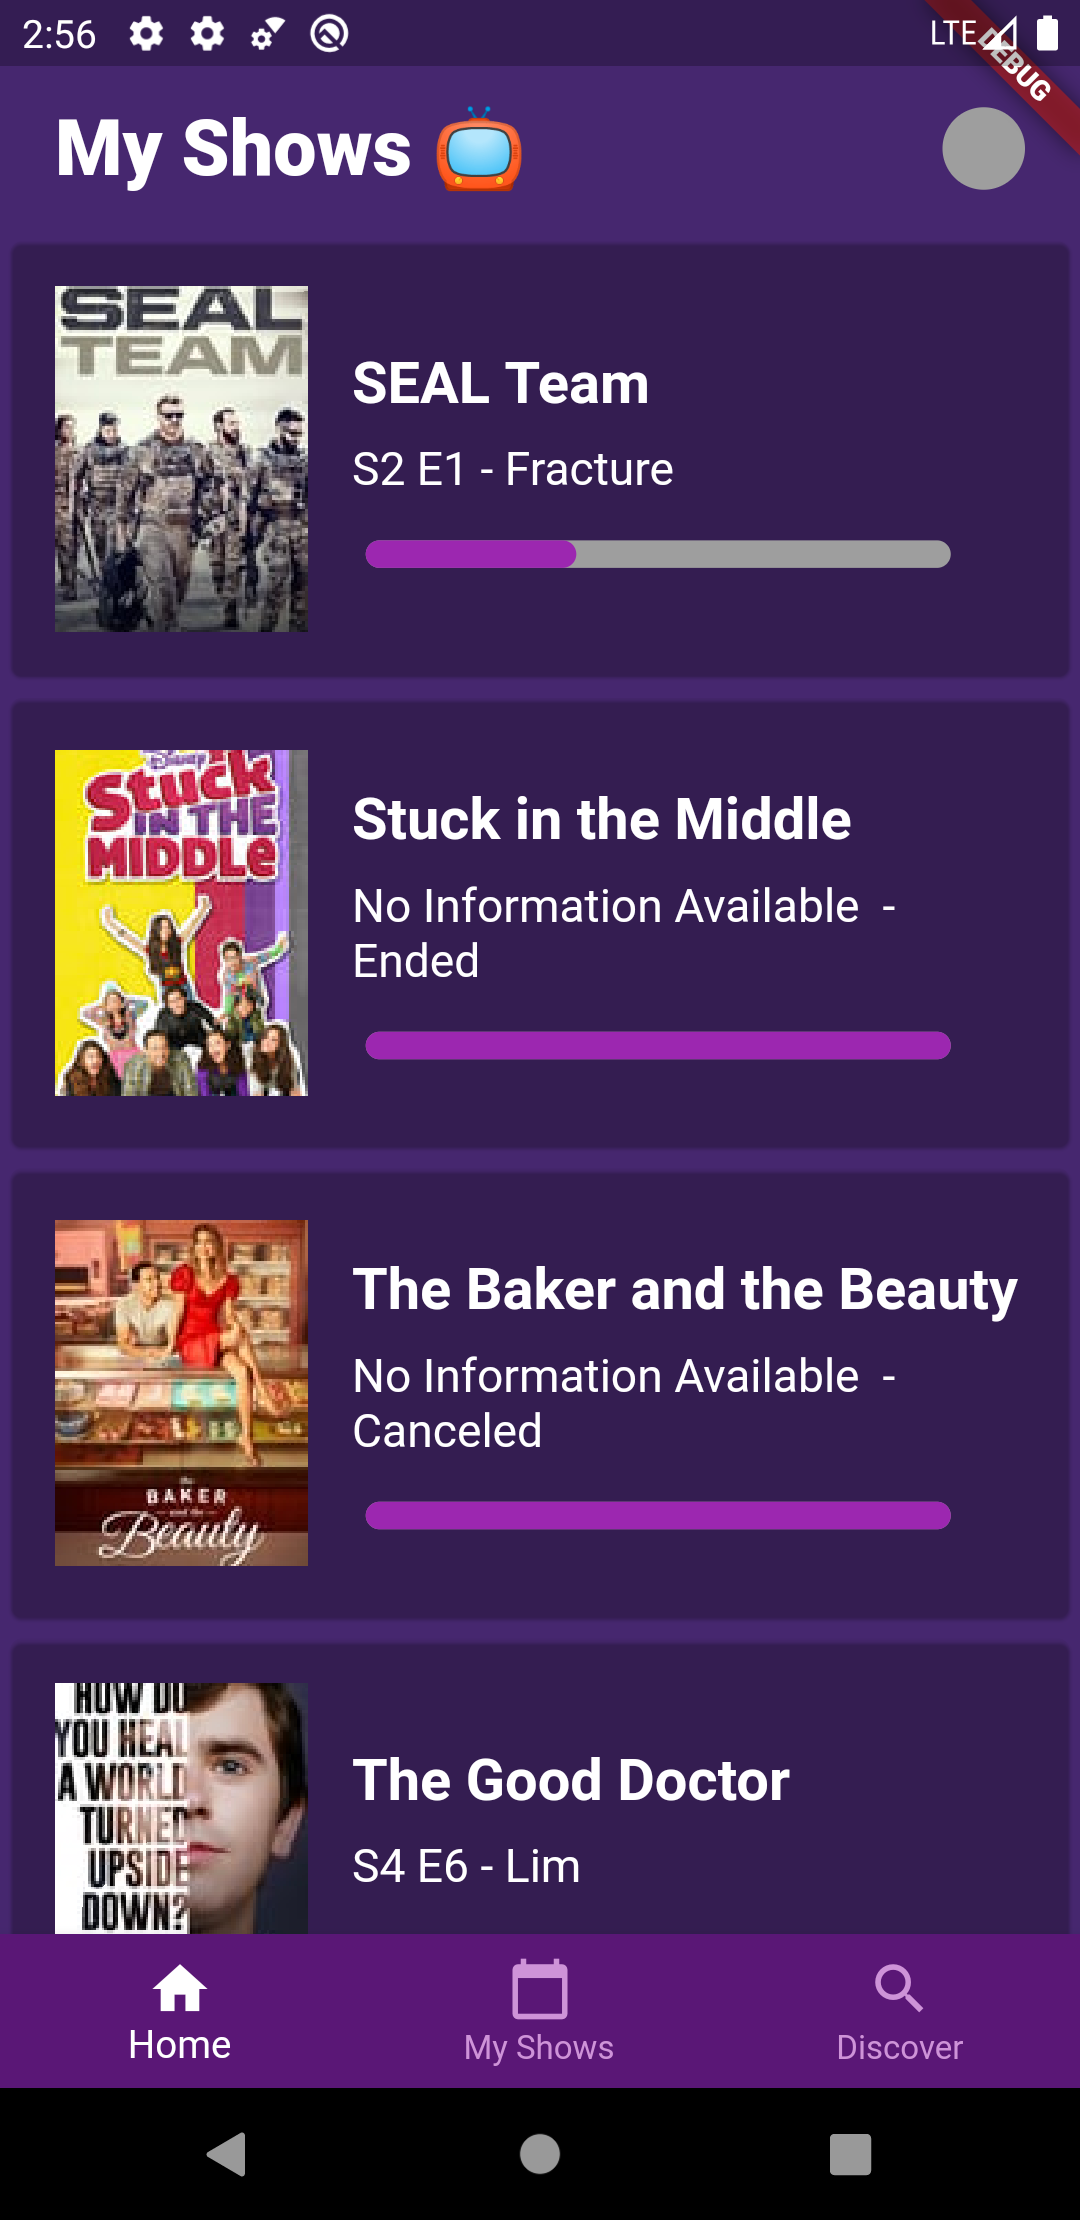 2:56
LTE
DEBUG
My Shows
SEAL
TEAM
SEAL Team
S2 E1 - Fracture
Disney
Stuck
IN THE
MIDDLe
Stuck in the Middle
No Information Available  -
Ended
The Baker and the Beauty
No Information Available  -
Canceled
the
BAKER
and the
Beauty
HOW DO
YOU HEAL
A WORLD
TURNED
UPSIDE
DOWN?
The Good Doctor
S4 E6 - Lim
Home
My Shows
Discover